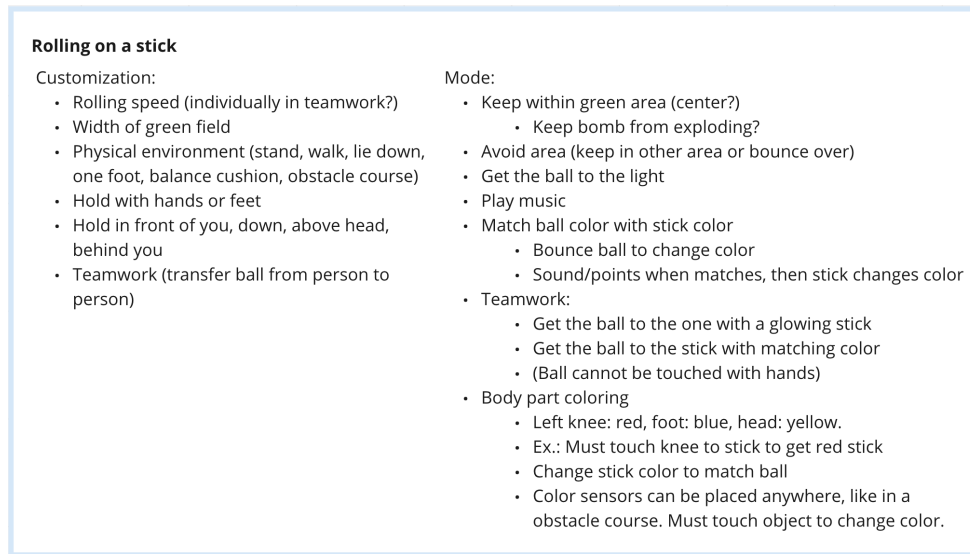 Rolling on a stick
Customization:
• Rolling speed (individually in teamwork?)
• Width of green field
• Physical environment (stand, walk, lie down,
one foot, balance cushion, obstacle course)
• Hold with hands or feet
• Hold in front of you, down, above head,
behind you
• Teamwork (transfer ball from person to
person)
Mode:
• Keep within green area (center?)
• Keep bomb from exploding?
• Avoid area (keep in other area or bounce over)
• Get the ball to the light
• Play music
• Match ball color with stick color
• Bounce ball to change color
• Sound/points when matches, then stick changes color
• Teamwork:
• Get the ball to the one with a glowing stick
• Get the ball to the stick with matching color
• (Ball cannot be touched with hands)
• Body part coloring
• Left knee: red, foot: blue, head: yellow.
• Ex.: Must touch knee to stick to get red stick
• Change stick color to match ball
• Color sensors can be placed anywhere, like in a
obstacle course. Must touch object to change color.